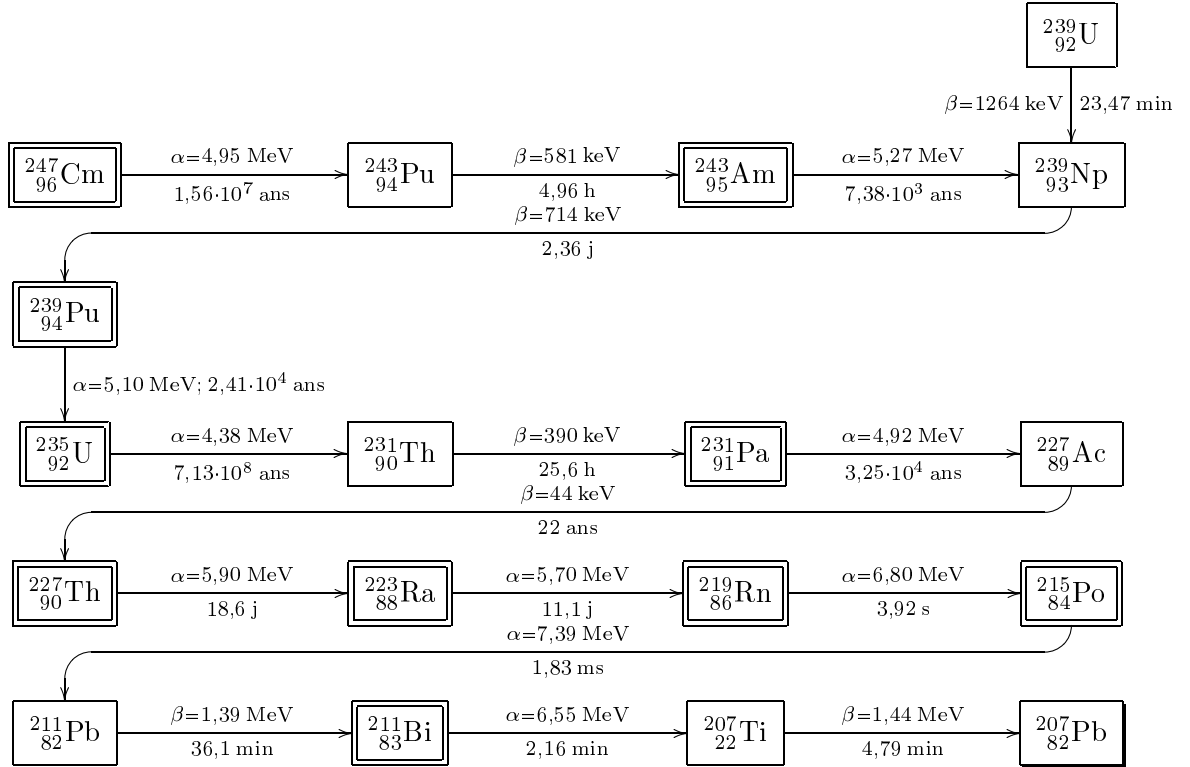 ²³⁹₉₂U
β=1264 keV 23,47 min
²⁴⁷₉₆Cm α=4,95 MeV ²⁴³₉₄Pu β=581 keV ²⁴³₉₅Am α=5,27 MeV ²³⁹₉₃Np
1,56·10⁷ ans 4,96 h 7,38·10³ ans
β=714 keV
2,36 j
²³⁹₉₄Pu
α=5,10 MeV; 2,41·10⁴ ans
²³⁵₉₂U α=4,38 MeV ²³¹₉₀Th β=390 keV ²³¹₉₁Pa α=4,92 MeV ²²⁷₈₉Ac
7,13·10⁸ ans 25,6 h 3,25·10⁴ ans
β=44 keV
22 ans
²²⁷₉₀Th α=5,90 MeV ²²³₈₈Ra α=5,70 MeV ²¹⁹₈₆Rn α=6,80 MeV ²¹⁵₈₄Po
18,6 j 11,1 j 3,92 s
α=7,39 MeV
1,83 ms
²¹¹₈₂Pb β=1,39 MeV ²¹¹₈₃Bi α=6,55 MeV ²⁰⁷₂₂Ti β=1,44 MeV ²⁰⁷₈₂Pb
36,1 min 2,16 min 4,79 min